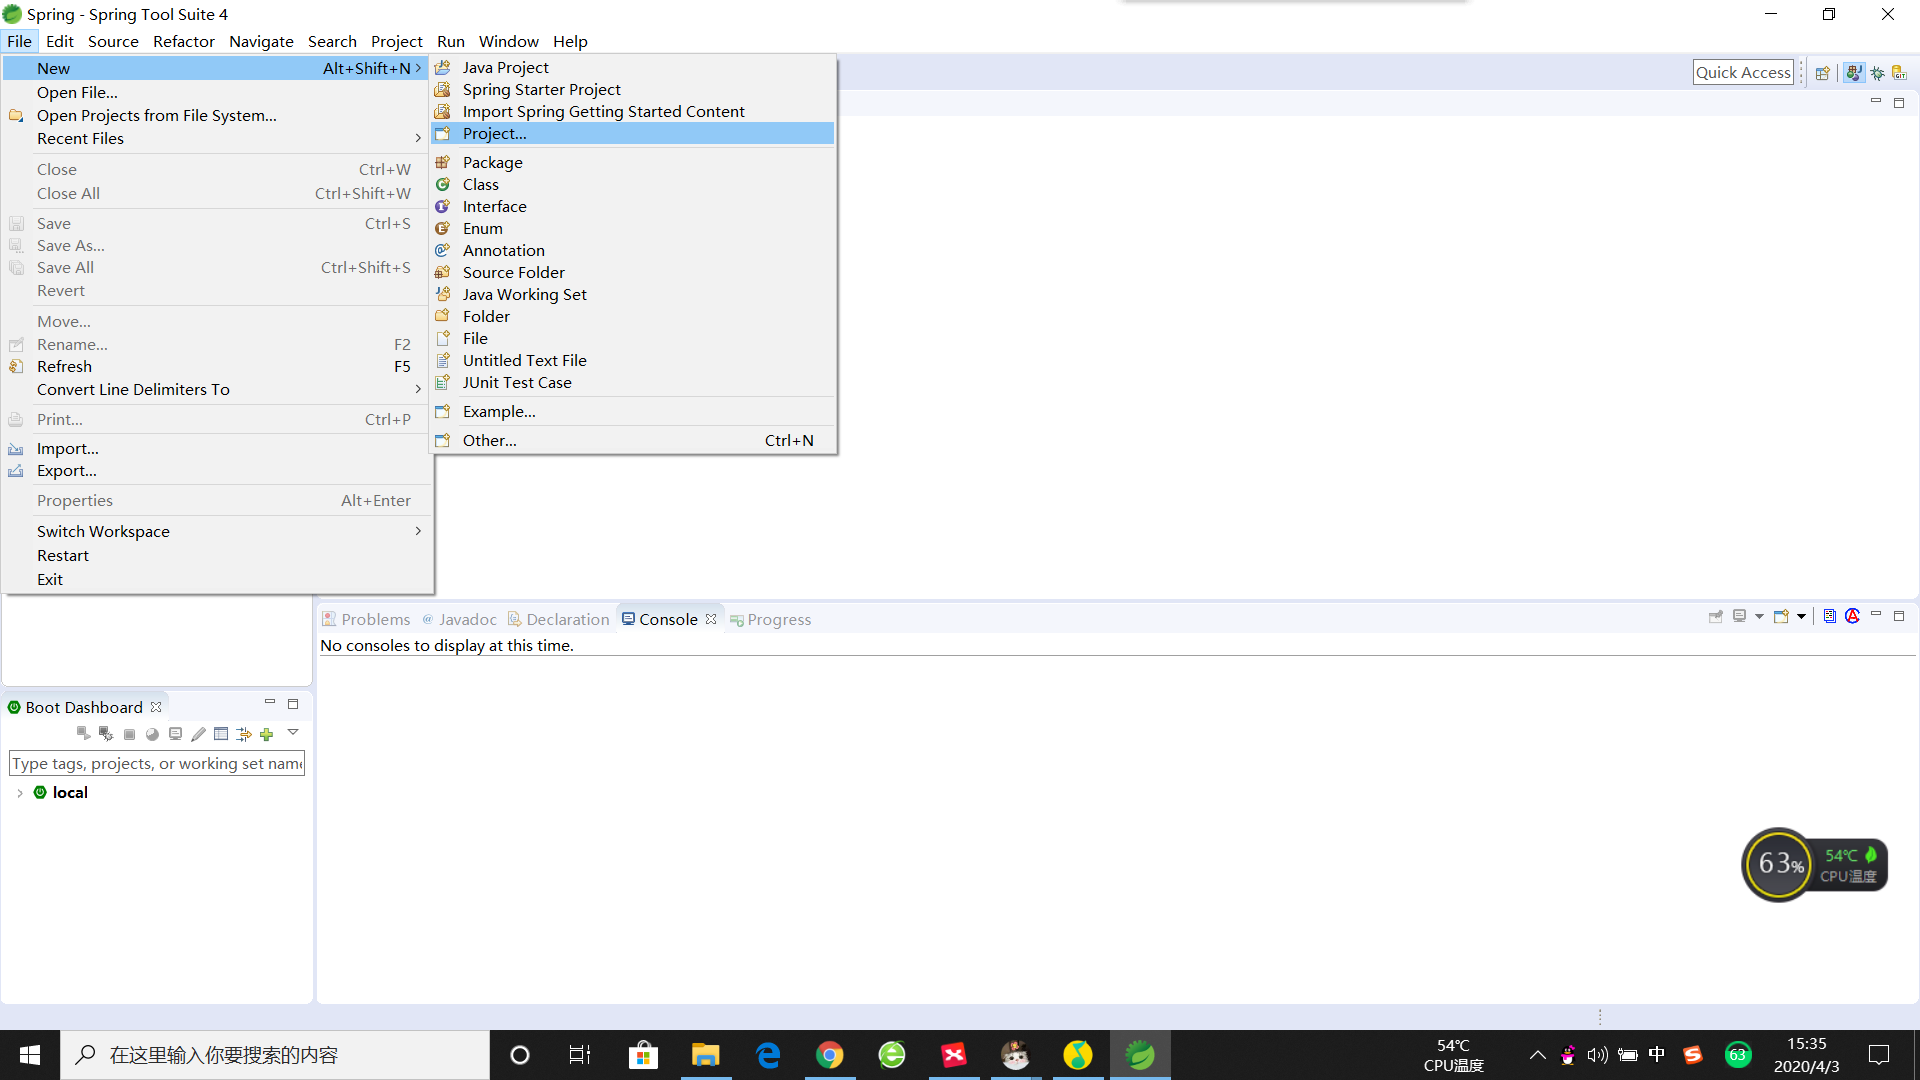 Spring - Spring Tool Suite 4
File Edit Source Refactor Navigate Search Project Run Window Help
New Alt+Shift+N
Open File...
Open Projects from File System...
Recent Files
Close Ctrl+W
Close All Ctrl+Shift+W
Save Ctrl+S
Save As...
Save All Ctrl+Shift+S
Revert
Move...
Rename... F2
Refresh F5
Convert Line Delimiters To
Print... Ctrl+P
Import...
Export...
Properties Alt+Enter
Switch Workspace
Restart
Exit
Java Project
Spring Starter Project
Import Spring Getting Started Content
Project...
Package
Class
Interface
Enum
Annotation
Source Folder
Java Working Set
Folder
File
Untitled Text File
JUnit Test Case
Example...
Other... Ctrl+N
Quick Access
Problems Javadoc Declaration Console Progress
No consoles to display at this time.
Boot Dashboard
Type tags, projects, or working set name
local
63%
54℃
CPU温度
在这里输入你要搜索的内容
54℃
CPU温度
中
63
15:35
2020/4/3